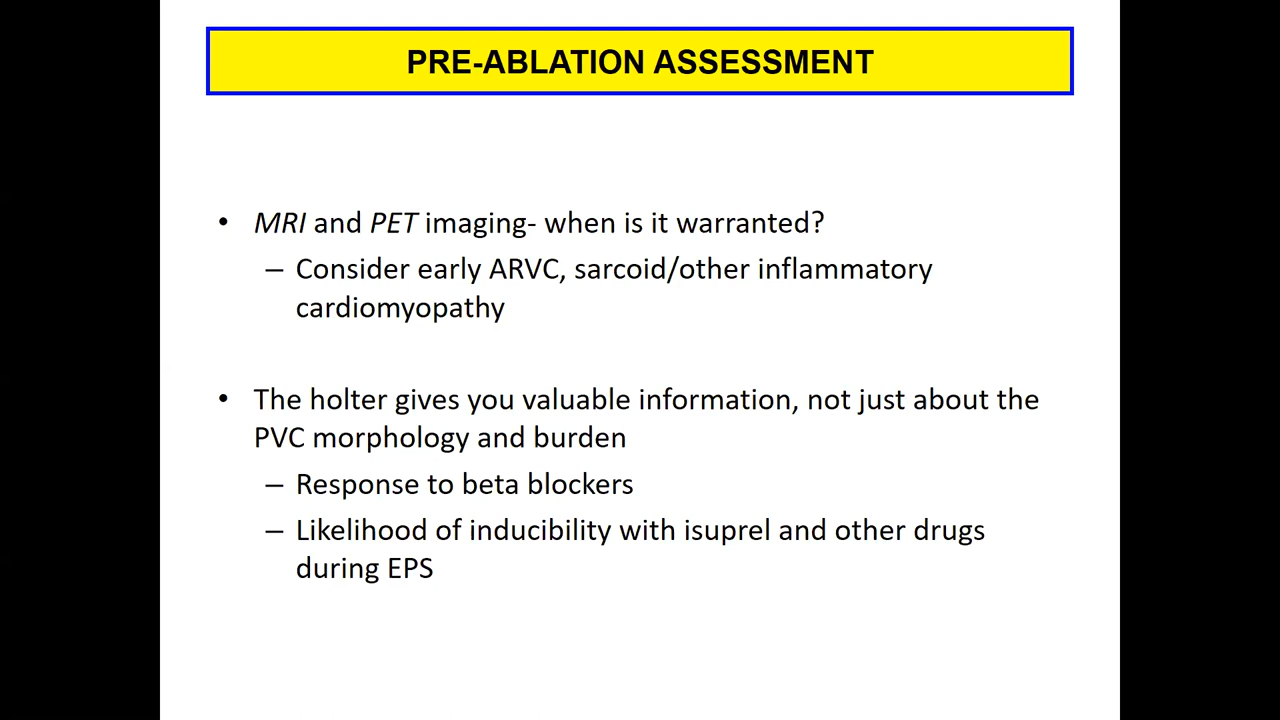 PRE-ABLATION ASSESSMENT
• MRI and PET imaging- when is it warranted?
– Consider early ARVC, sarcoid/other inflammatory
cardiomyopathy
• The holter gives you valuable information, not just about the
PVC morphology and burden
– Response to beta blockers
– Likelihood of inducibility with isuprel and other drugs
during EPS